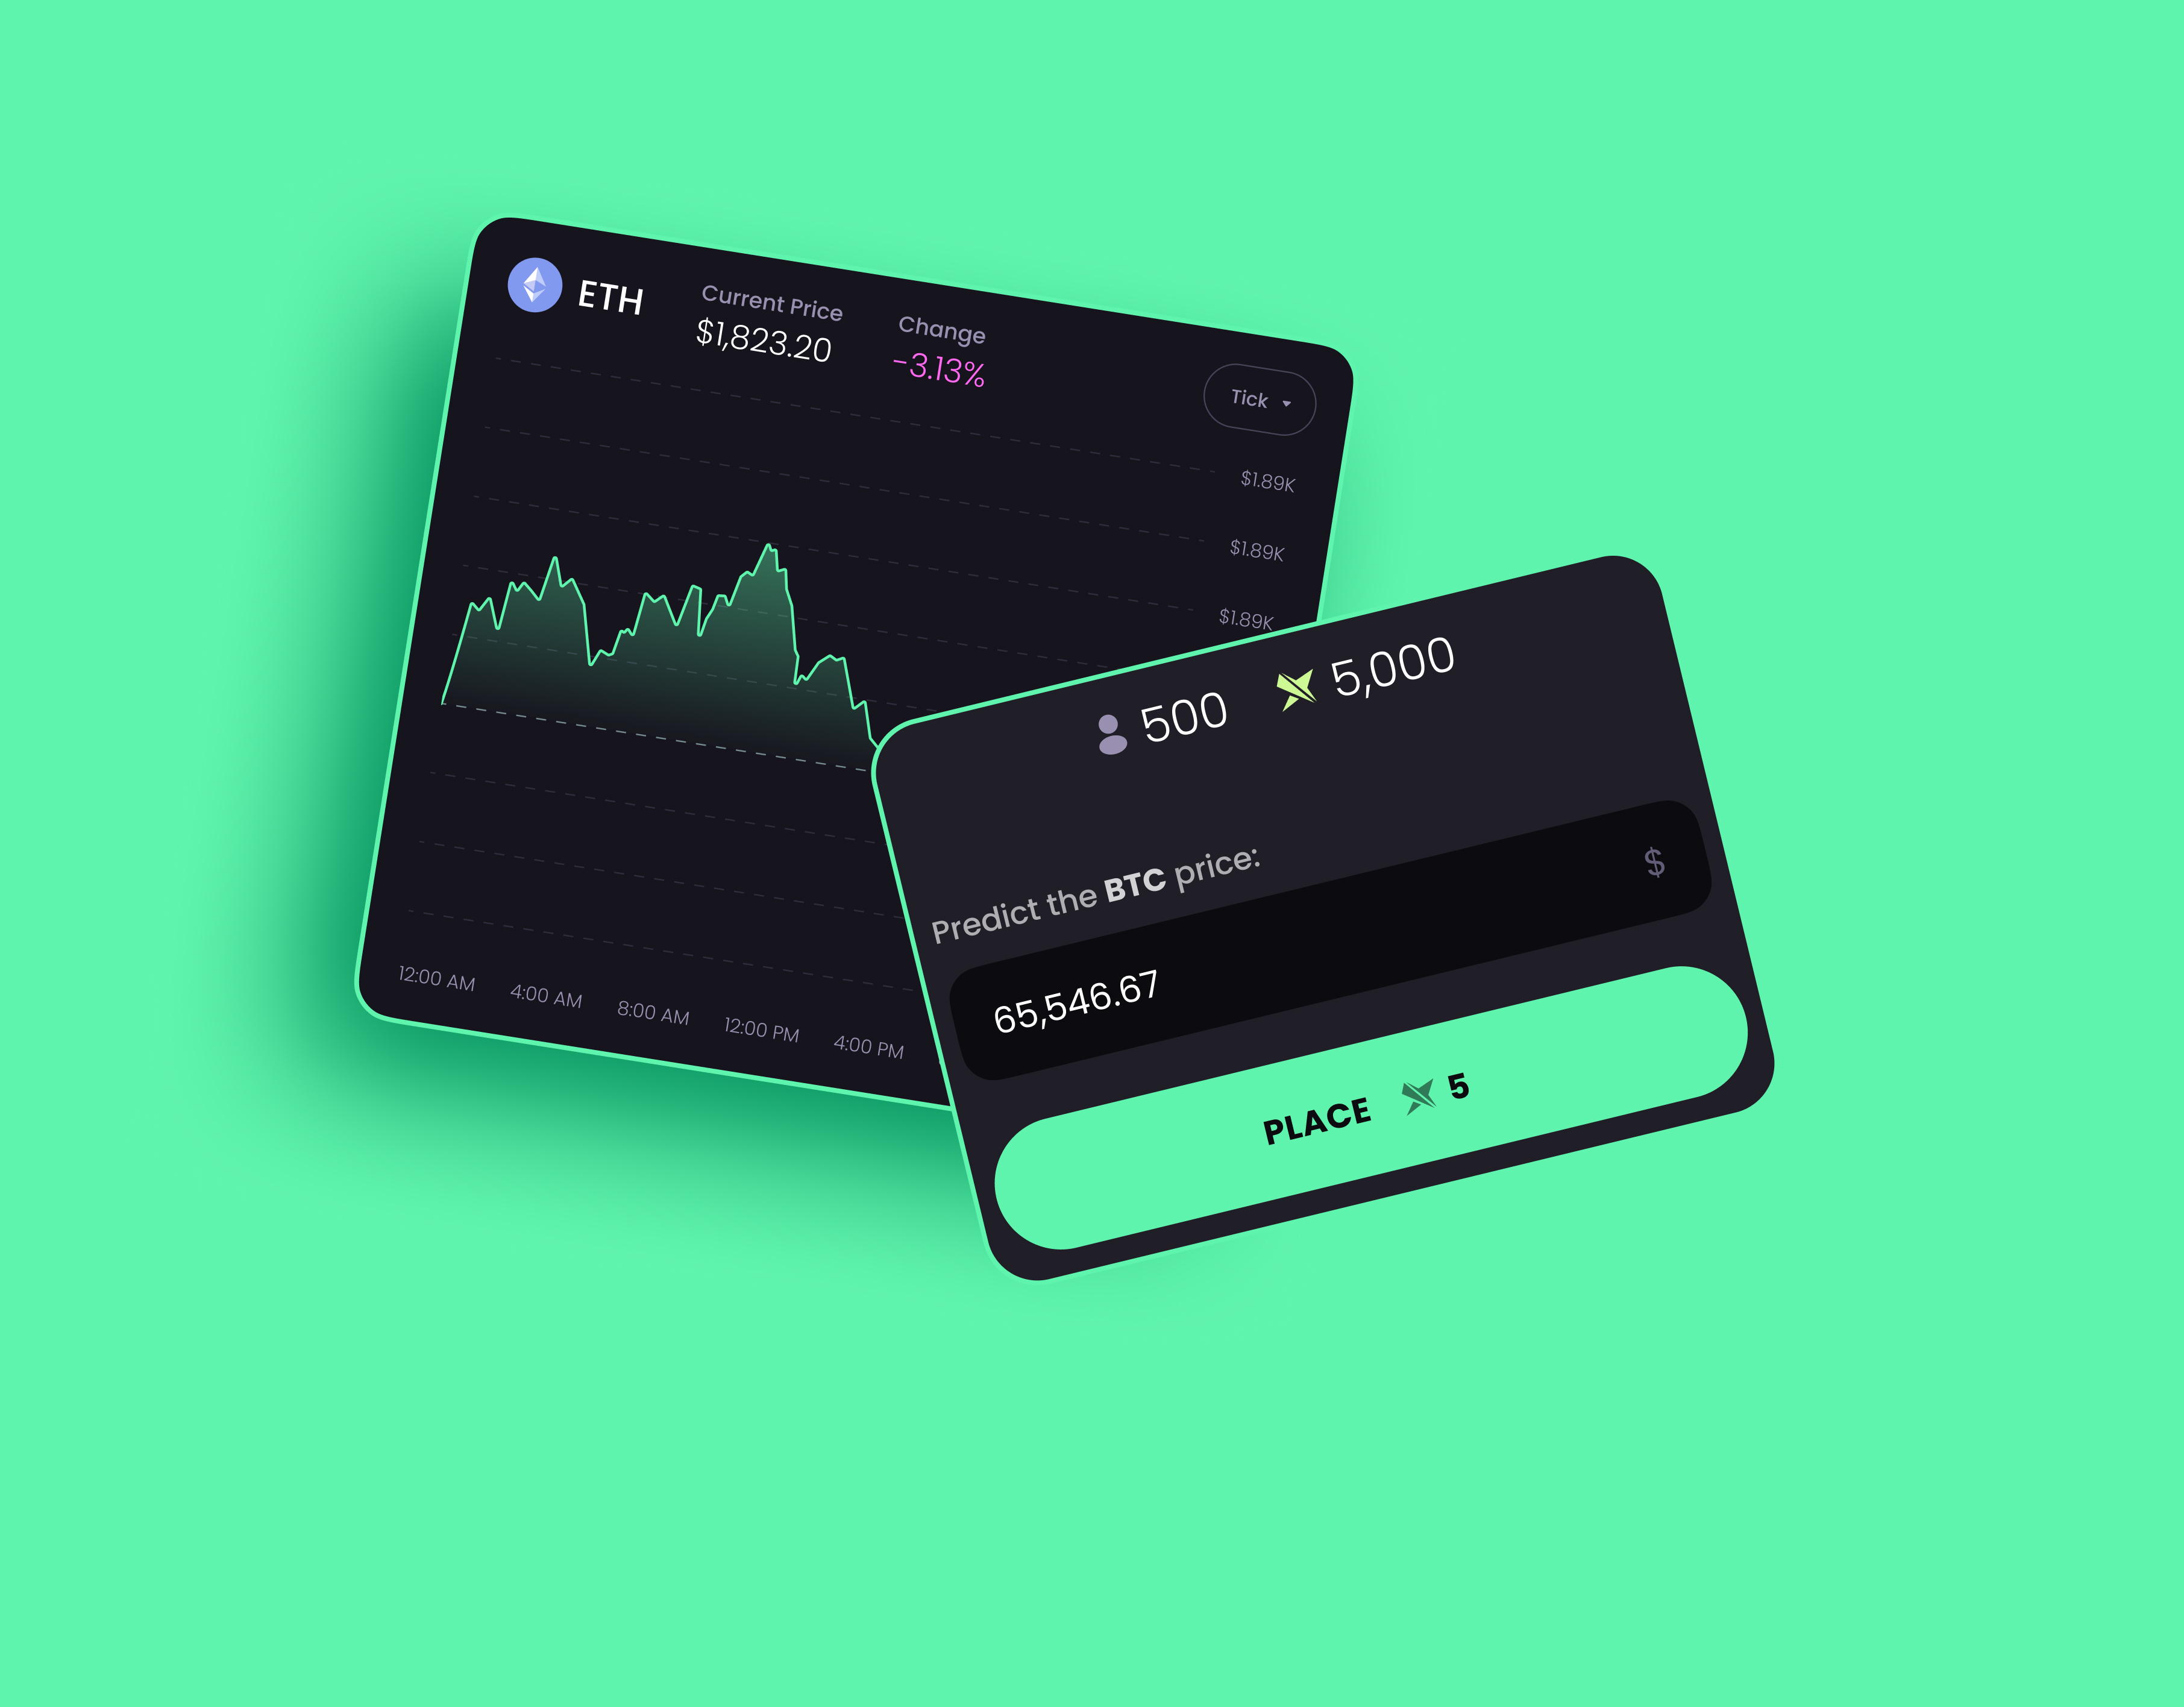 ETH
Current Price
$1,823.20
Change
-3.13%
Tick
$1.89K
$1.89K
$1.89K
12:00 AM
4:00 AM
8:00 AM
12:00 PM
4:00 PM
500
5,000
Predict the BTC price:
65,546.67
$
PLACE 5